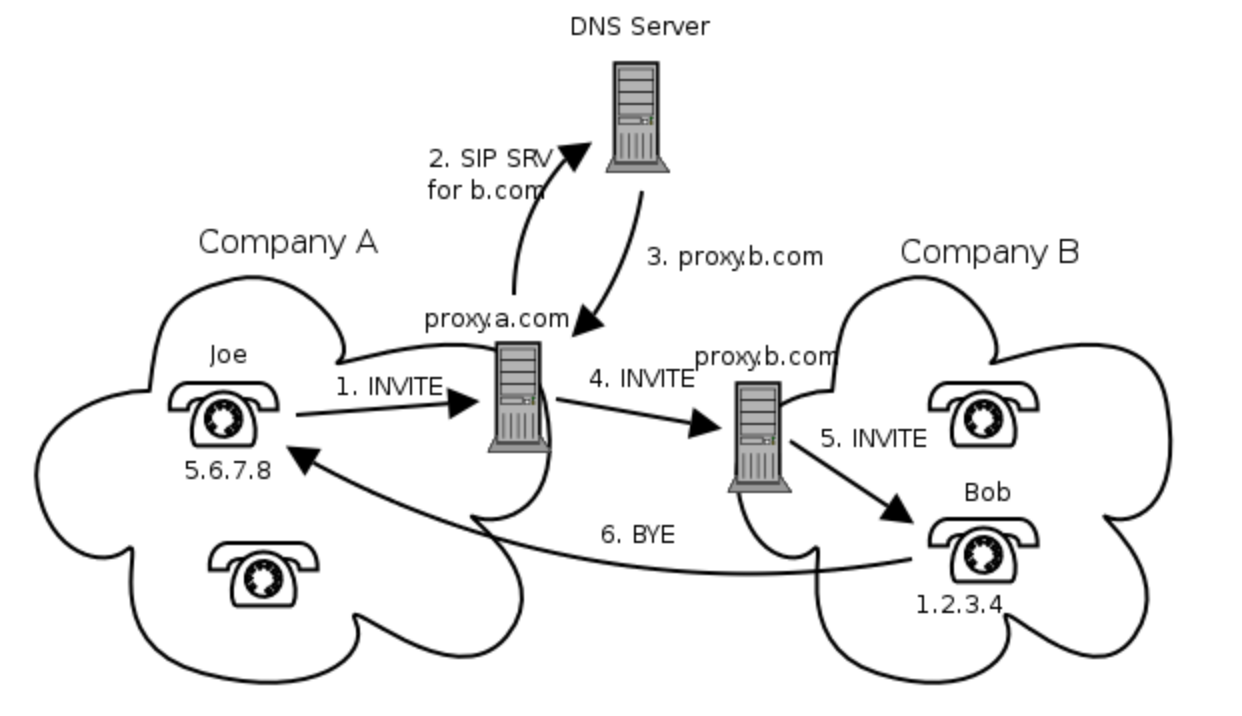 DNS Server
2. SIP SRV
for b.com
3. proxy.b.com
Company A
Company B
proxy.a.com
proxy.b.com
Joe
1. INVITE
4. INVITE
5. INVITE
5.6.7.8
Bob
6. BYE
1.2.3.4